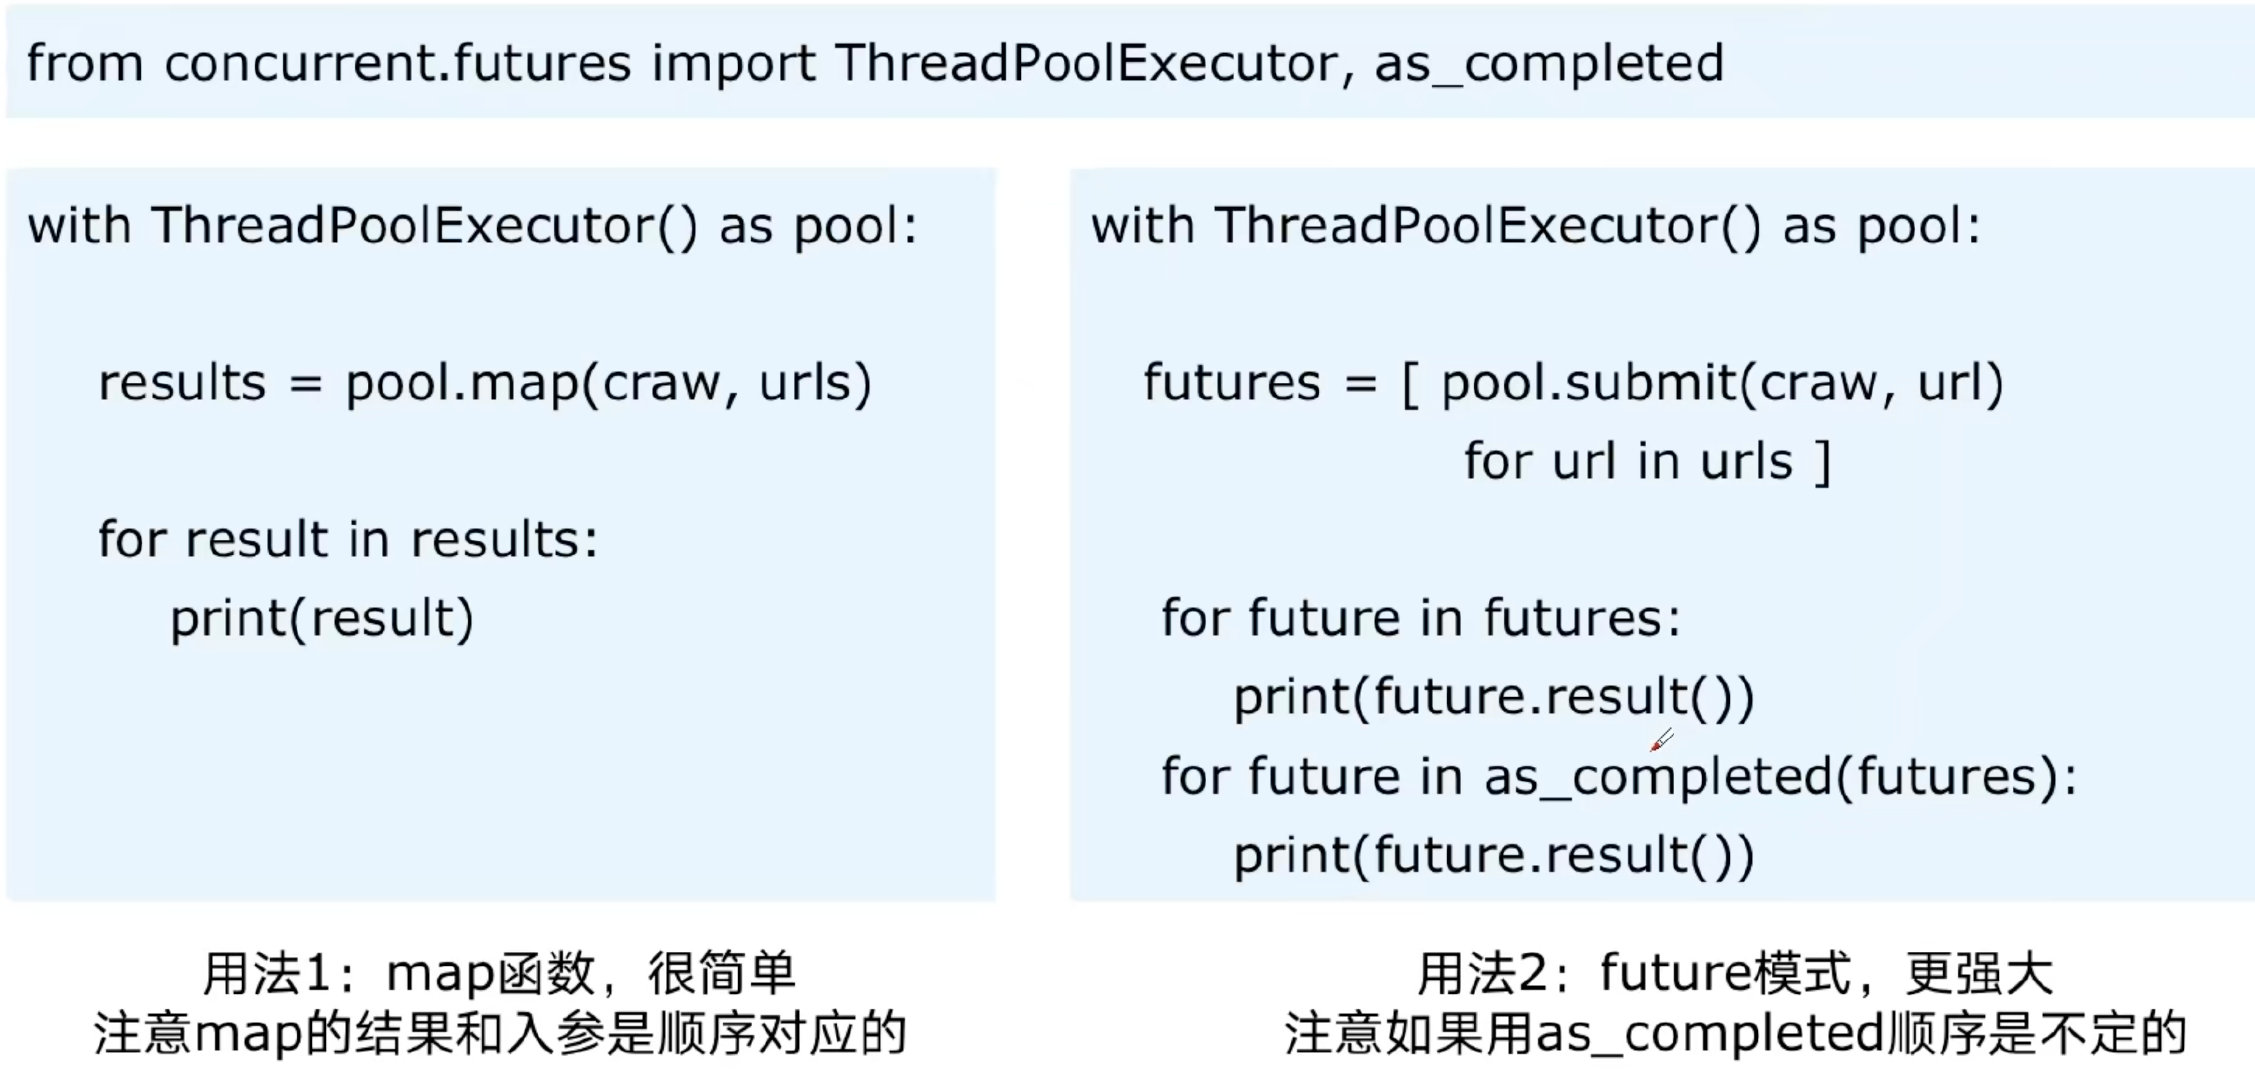 from concurrent.futures import ThreadPoolExecutor, as_completed
with ThreadPoolExecutor() as pool:
results = pool.map(craw, urls)
for result in results:
print(result)
用法1：map函数，很简单
注意map的结果和入参是顺序对应的
with ThreadPoolExecutor() as pool:
futures = [ pool.submit(craw, url)
for url in urls ]
for future in futures:
print(future.result())
for future in as_completed(futures):
print(future.result())
用法2：future模式，更强大
注意如果用as_completed顺序是不定的